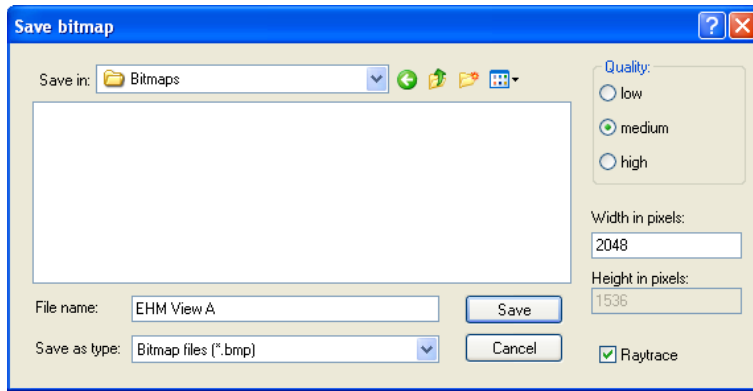 Save bitmap
Save in: Bitmaps
Quality:
low
medium
high
Width in pixels:
2048
Height in pixels:
1536
File name: EHM View A Save
Save as type: Bitmap files (*.bmp) Cancel
Raytrace